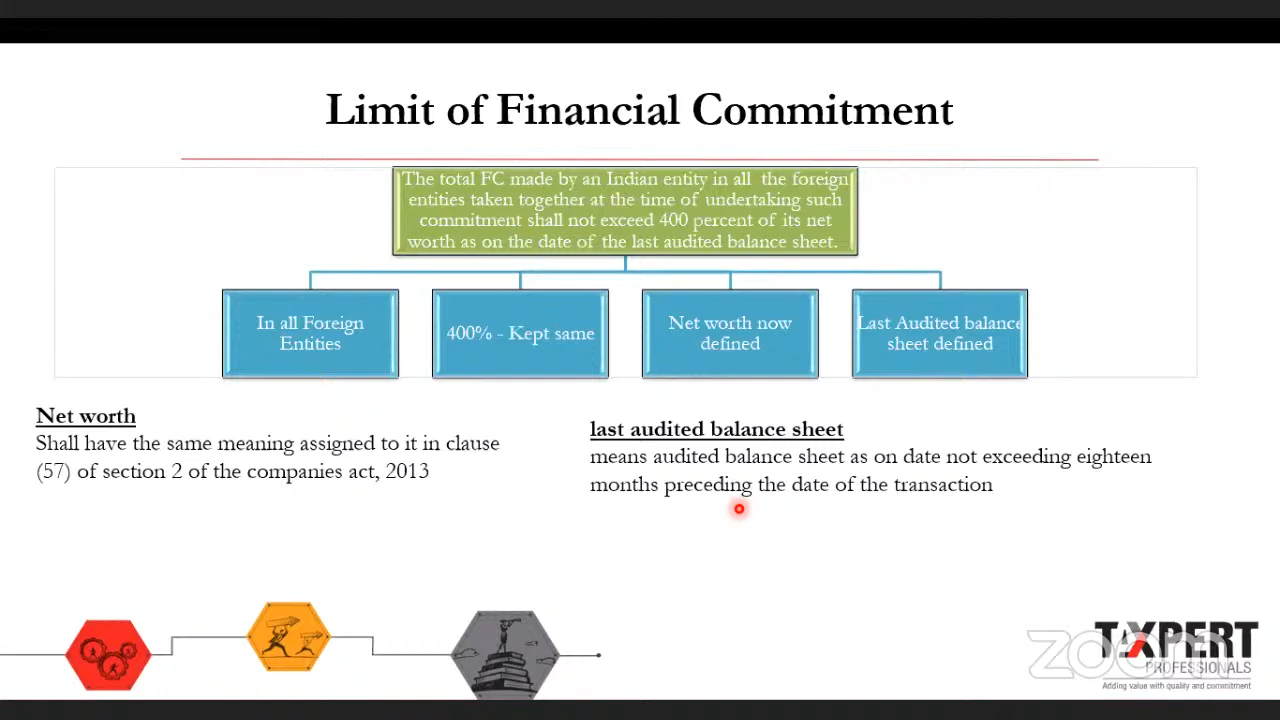 Limit of Financial Commitment
The total FC made by an Indian entity in all the foreign
entities taken together at the time of undertaking such
commitment shall not exceed 400 percent of its net
worth as on the date of the last audited balance sheet.
In all Foreign
Entities
400% - Kept same
Net worth now
defined
Last Audited balance
sheet defined
Net worth
Shall have the same meaning assigned to it in clause
(57) of section 2 of the companies act, 2013
last audited balance sheet
means audited balance sheet as on date not exceeding eighteen
months preceding the date of the transaction
TAXPERT
PROFESSIONALS
Adding value with quality and commitment
zoom